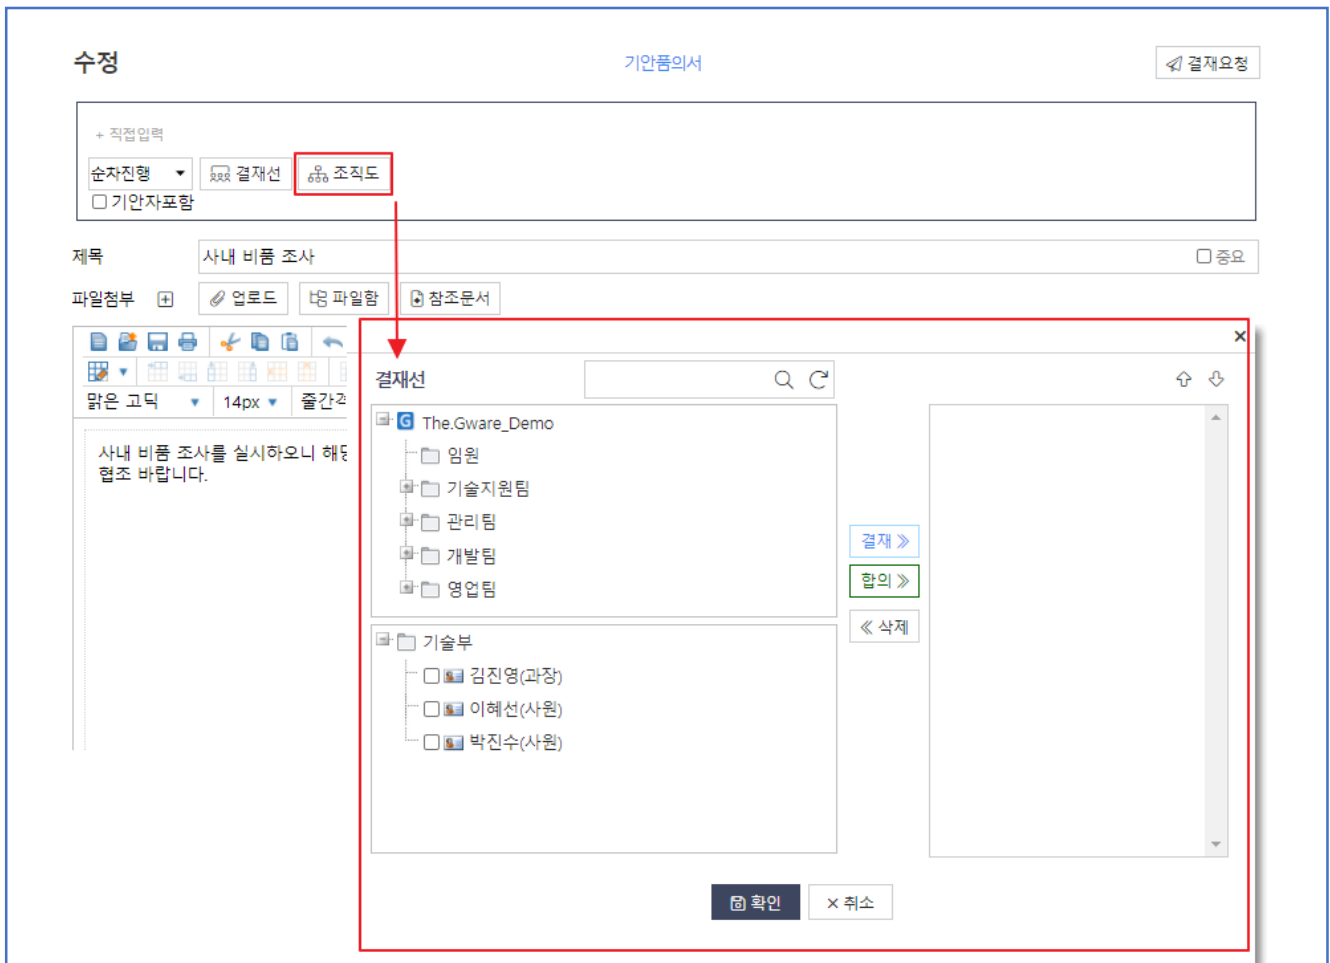 수정
기안품의서
결재요청
+ 직접입력
순차진행 결재선 조직도
기안자포함
제목 사내 비품 조사 중요
파일첨부 업로드 파일함 참조문서
맑은 고딕 14px 줄간격
사내 비품 조사를 실시하오니 해당
협조 바랍니다.
결재선
The.Gware_Demo
임원
기술지원팀
관리팀
개발팀
영업팀
결재
합의
삭제
기술부
김진영(과장)
이혜선(사원)
박진수(사원)
확인 취소